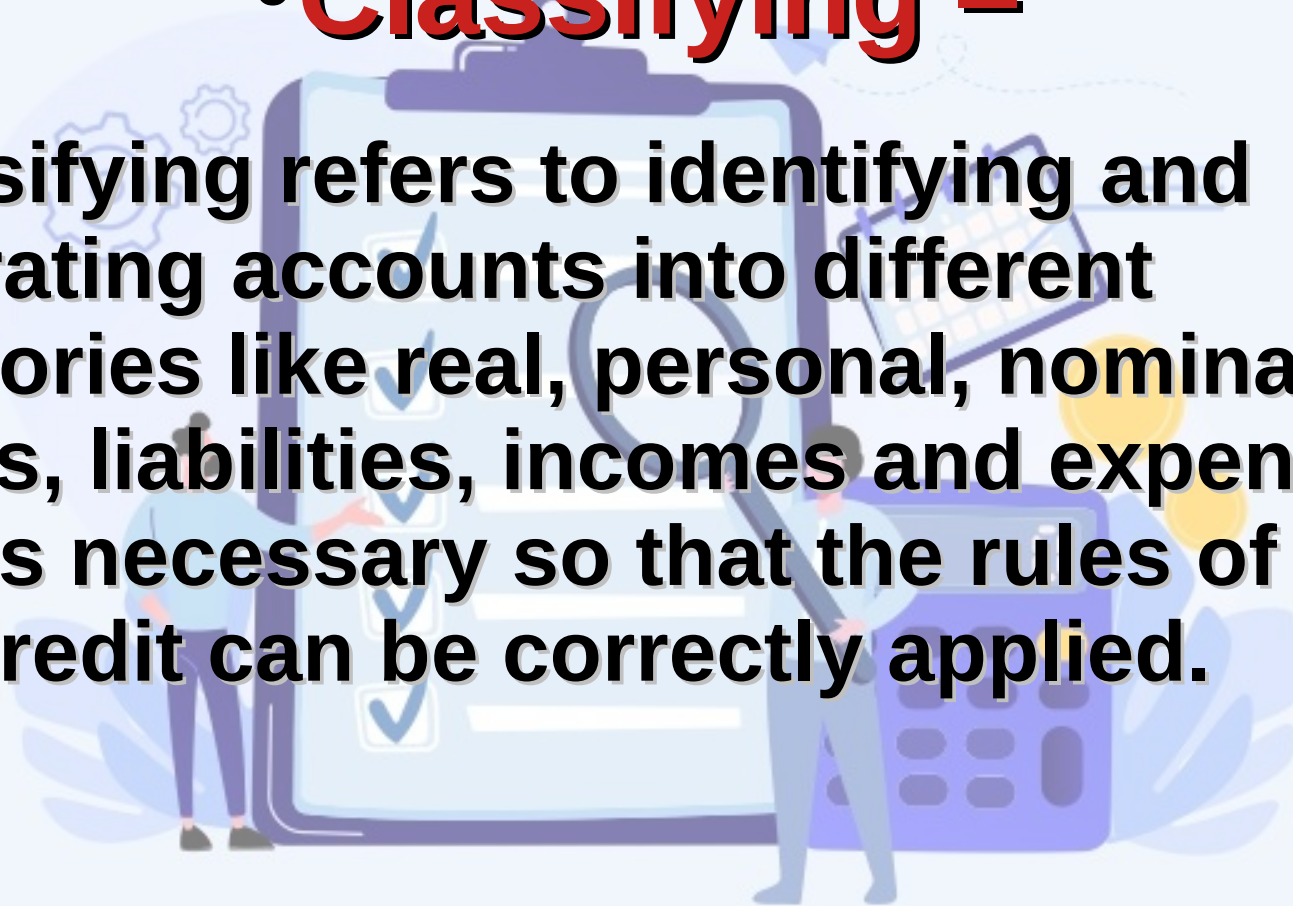 •Classifying =
sifying refers to identifying and
rating accounts into different
ories like real, personal, nomina
s, liabilities, incomes and expen
s necessary so that the rules of
redit can be correctly applied.